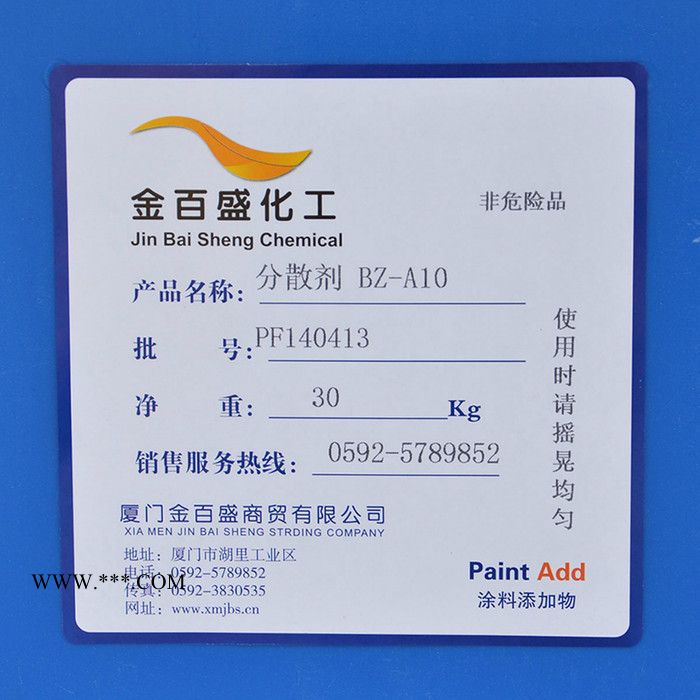 金百盛化工
Jin Bai Sheng Chemical
非危险品
产品名称: 分散剂 BZ-A10
批 号: PF140413
净 重: 30 Kg
销售服务热线: 0592-5789852
使用时请摇晃均匀
厦门金百盛商贸有限公司
XIA MEN JIN BAI SHENG STRDING COMPANY
地址: 厦门市湖里工业区
电话: 0592-5789852
传真: 0592-3830535
网址: www.xmjbs.cn
WWW.***.COM
Paint Add
涂料添加物